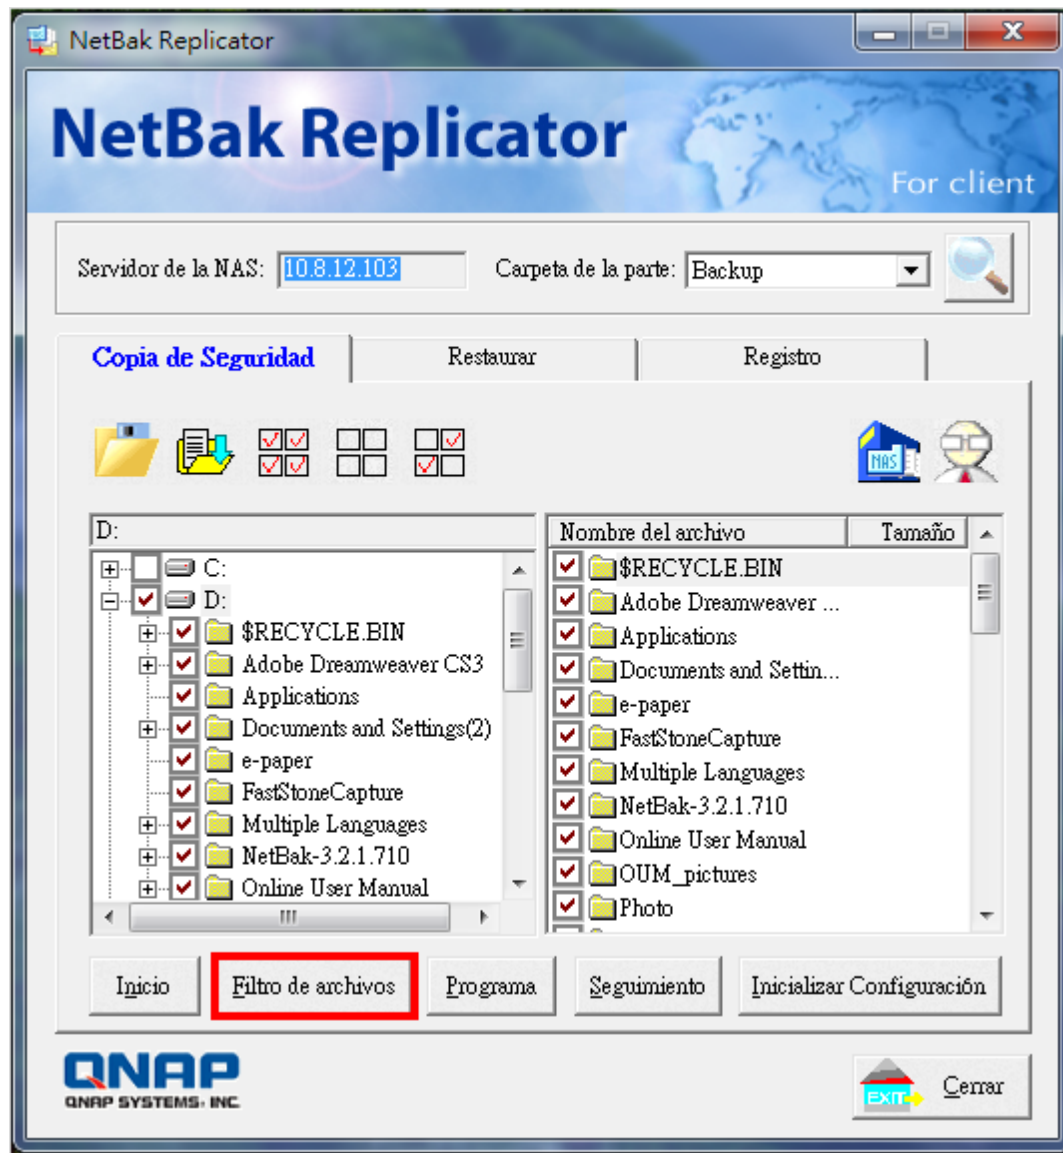 NetBak Replicator
NetBak Replicator
For client
Servidor de la NAS: 10.8.12.103 Carpeta de la parte: Backup
Copia de Seguridad Restaurar Registro
NAS
D:
C:
D:
$RECYCLE.BIN
Adobe Dreamweaver CS3
Applications
Documents and Settings(2)
e-paper
FastStoneCapture
Multiple Languages
NetBak-3.2.1.710
Online User Manual
Nombre del archivo Tamaño
$RECYCLE.BIN
Adobe Dreamweaver ...
Applications
Documents and Settin...
e-paper
FastStoneCapture
Multiple Languages
NetBak-3.2.1.710
Online User Manual
OUM_pictures
Photo
Inicio Filtro de archivos Programa Seguimiento Inicializar Configuración
QNAP
QNAP SYSTEMS, INC.
EXIT Cerrar